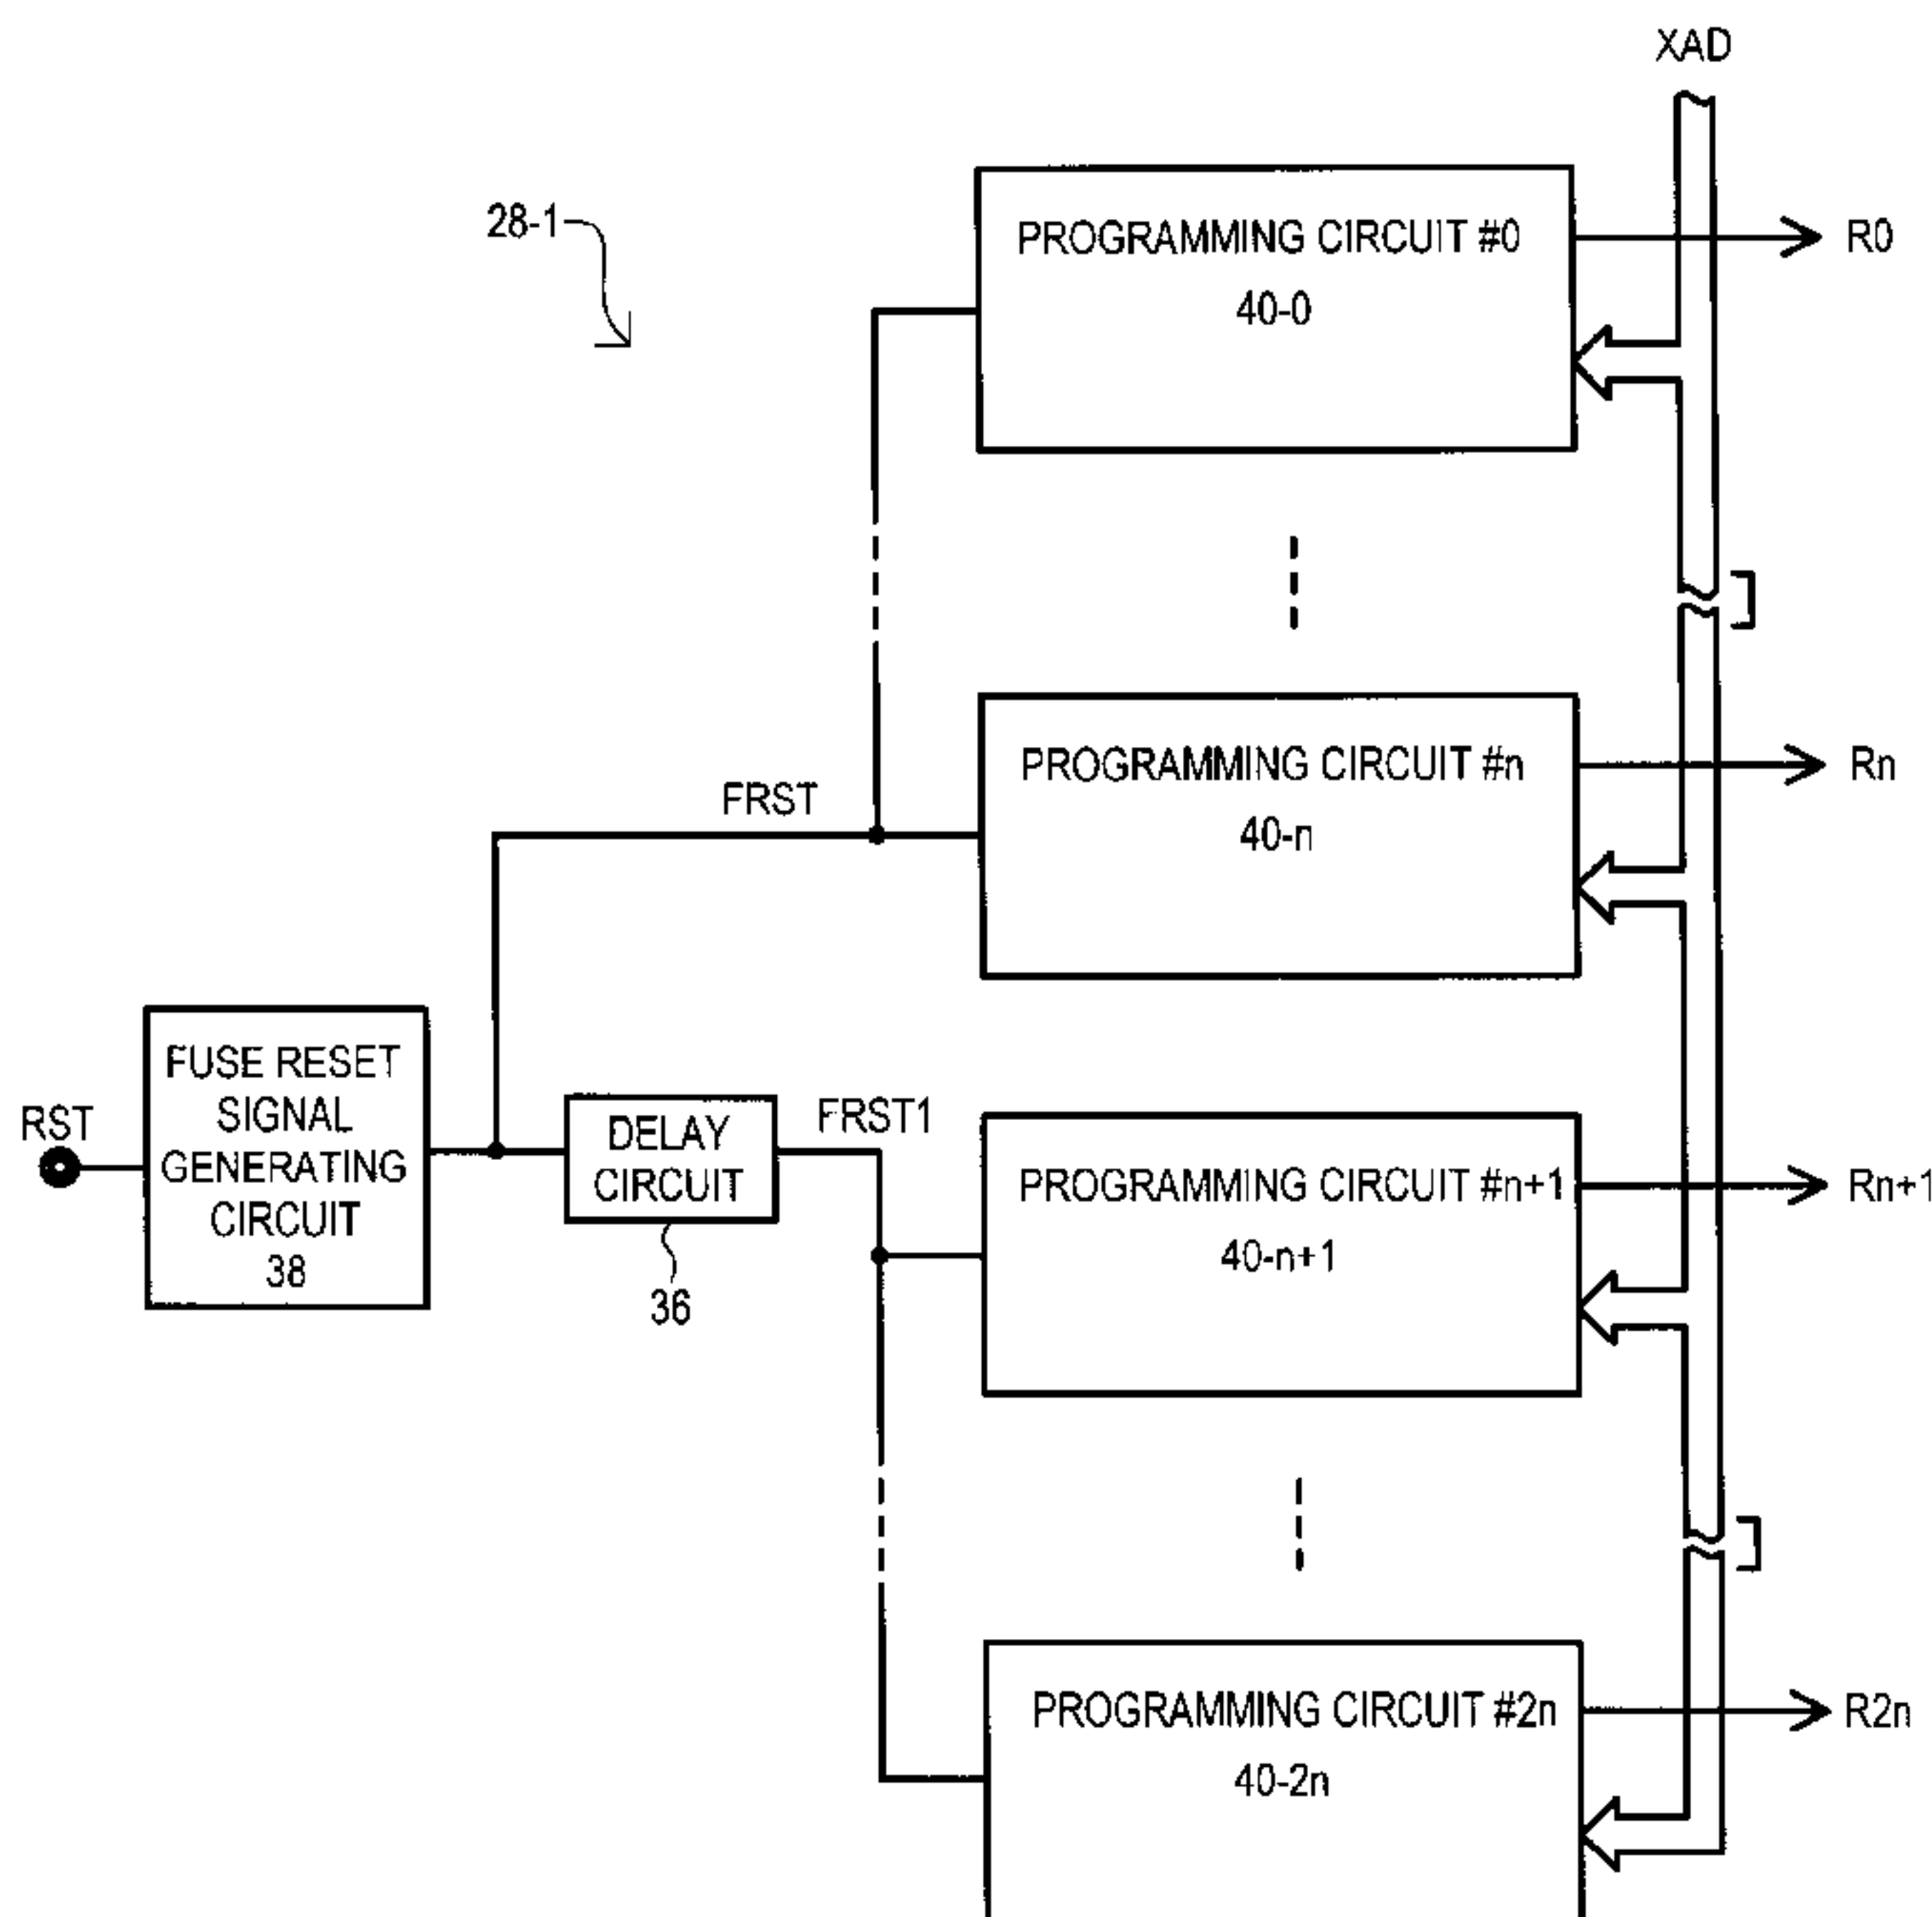 XAD
28-1
PROGRAMMING CIRCUIT #0
40-0
R0
PROGRAMMING CIRCUIT #n
40-n
Rn
FRST
RST
FUSE RESET
SIGNAL
GENERATING
CIRCUIT
38
DELAY
CIRCUIT
36
FRST1
PROGRAMMING CIRCUIT #n+1
40-n+1
Rn+1
PROGRAMMING CIRCUIT #2n
40-2n
R2n